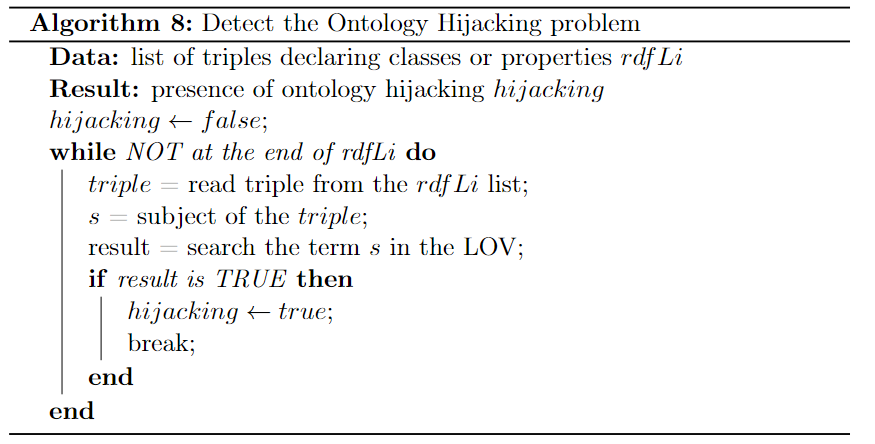 Algorithm 8: Detect the Ontology Hijacking problem
Data: list of triples declaring classes or properties rdfLi
Result: presence of ontology hijacking hijacking
hijacking ← false;
while NOT at the end of rdfLi do
triple = read triple from the rdfLi list;
s = subject of the triple;
result = search the term s in the LOV;
if result is TRUE then
hijacking ← true;
break;
end
end